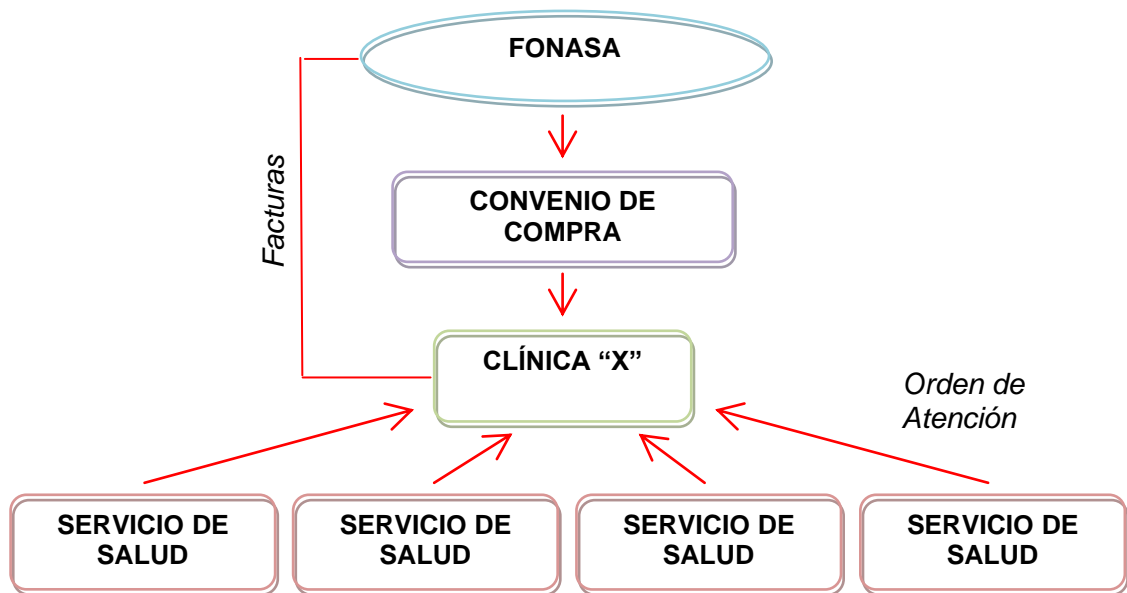 FONASA
Facturas
CONVENIO DE
COMPRA
CLÍNICA “X”
Orden de
Atención
SERVICIO DE
SALUD
SERVICIO DE
SALUD
SERVICIO DE
SALUD
SERVICIO DE
SALUD